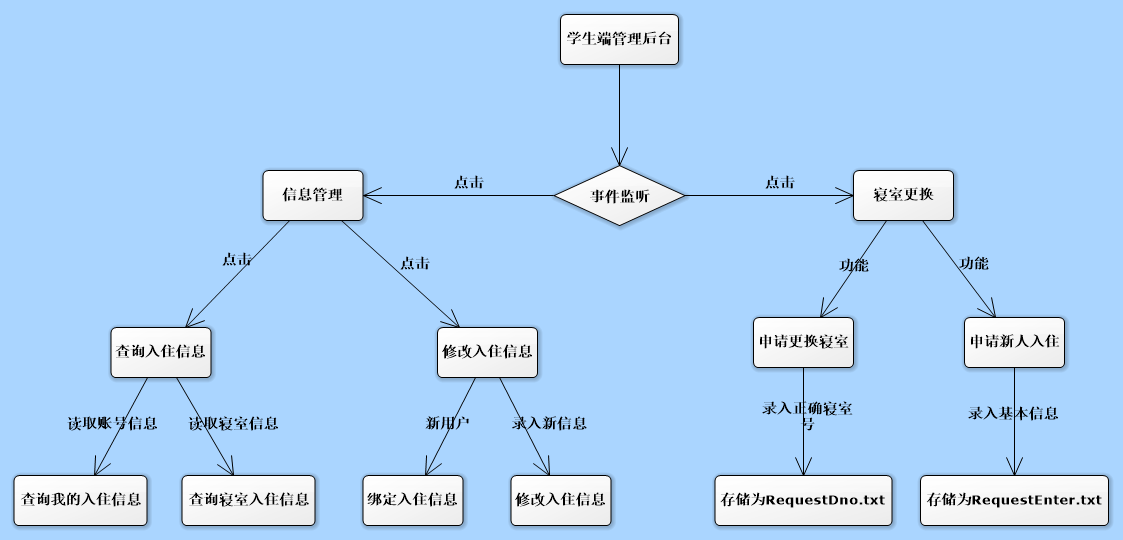 学生端管理后台
信息管理
点击
事件监听
点击
寝室更换
点击
点击
功能
功能
查询入住信息
修改入住信息
申请更换寝室
申请新人入住
读取账号信息
读取寝室信息
新用户
录入新信息
录入正确寝室
号
录入基本信息
查询我的入住信息
查询寝室入住信息
绑定入住信息
修改入住信息
存储为RequestDno.txt
存储为RequestEnter.txt